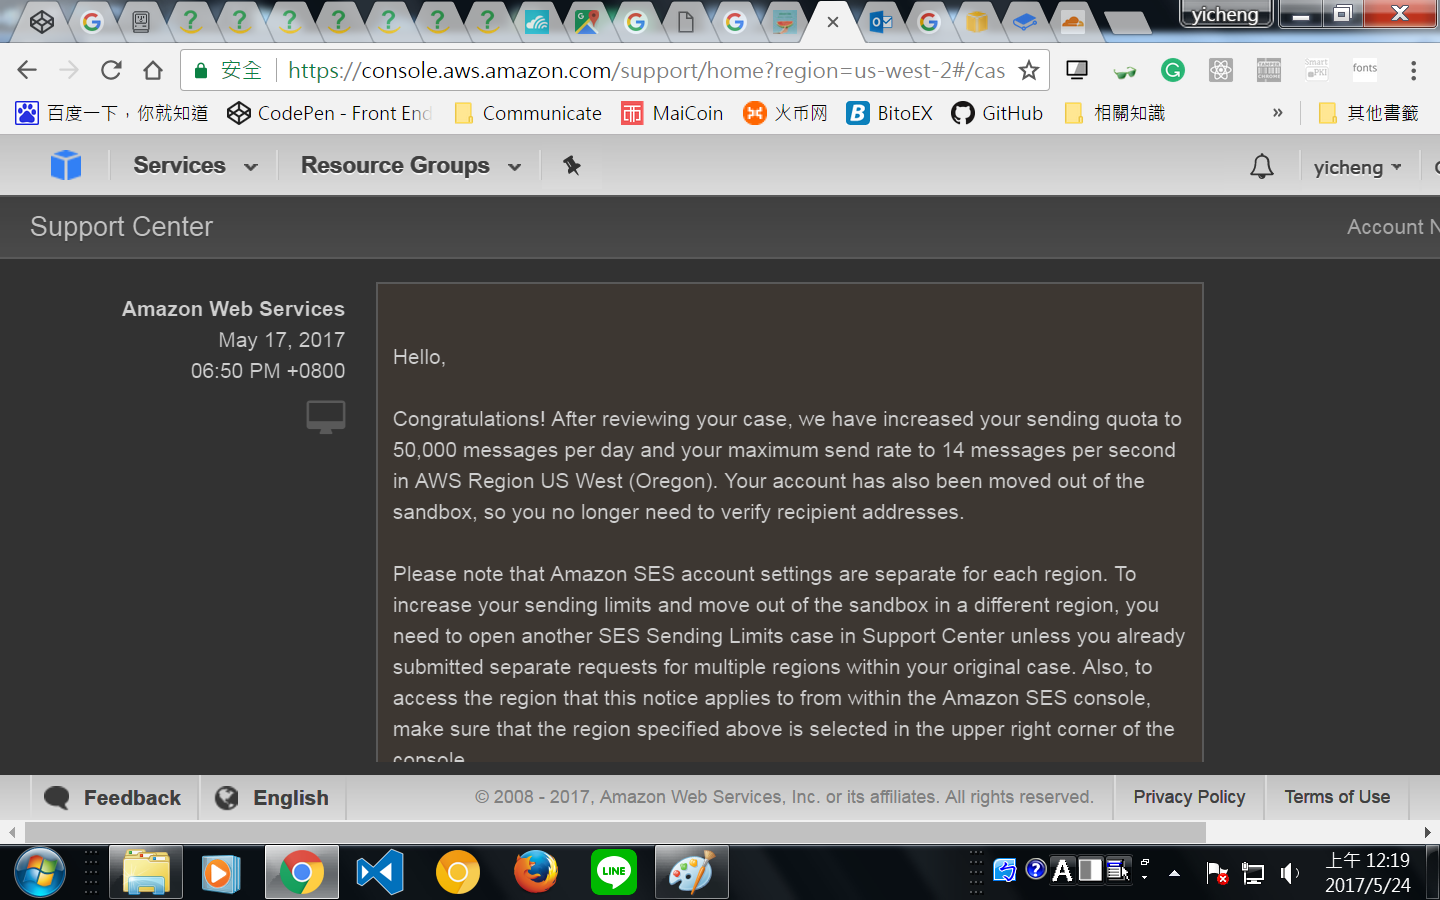 yicheng
安全
https://console.aws.amazon.com/support/home?region=us-west-2#/cas
Smart
PKI
fonts
百度一下，你就知道
CodePen - Front End
Communicate
MaiCoin
火币网
BitoEX
GitHub
相關知識
»
其他書籤
Services
Resource Groups
yicheng
Support Center
Account N
Amazon Web Services
May 17, 2017
06:50 PM +0800
Hello,
Congratulations! After reviewing your case, we have increased your sending quota to
50,000 messages per day and your maximum send rate to 14 messages per second
in AWS Region US West (Oregon). Your account has also been moved out of the
sandbox, so you no longer need to verify recipient addresses.
Please note that Amazon SES account settings are separate for each region. To
increase your sending limits and move out of the sandbox in a different region, you
need to open another SES Sending Limits case in Support Center unless you already
submitted separate requests for multiple regions within your original case. Also, to
access the region that this notice applies to from within the Amazon SES console,
make sure that the region specified above is selected in the upper right corner of the
console
Feedback
English
© 2008 - 2017, Amazon Web Services, Inc. or its affiliates. All rights reserved.
Privacy Policy
Terms of Use
LINE
A
上午 12:19
2017/5/24